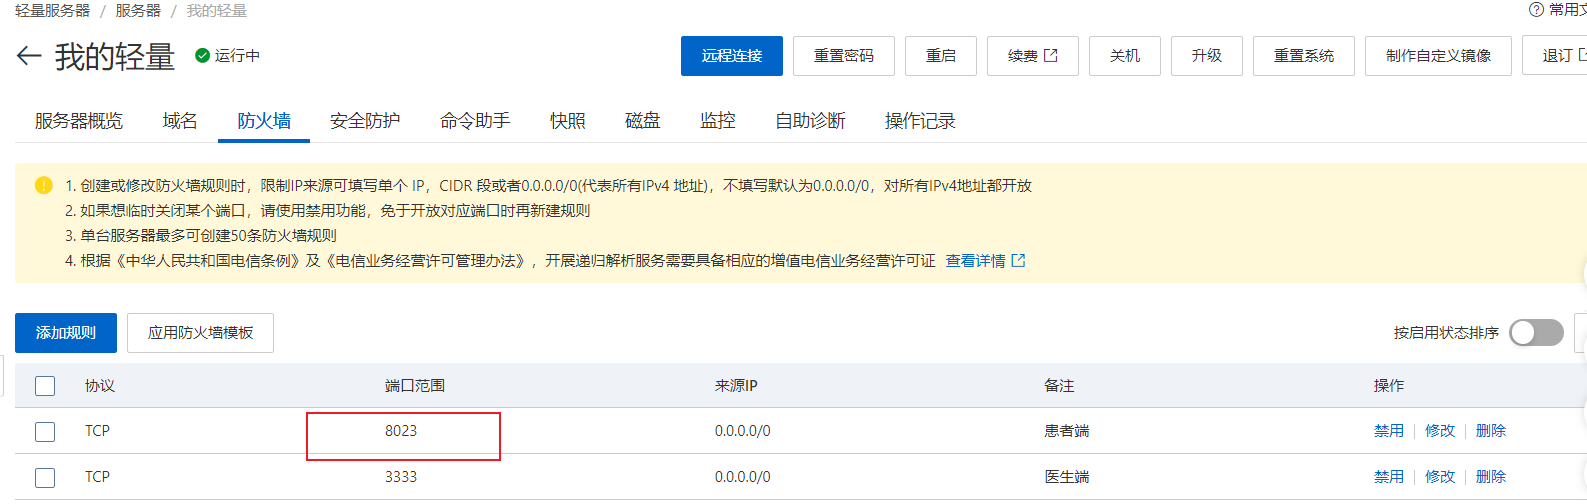 轻量服务器 / 服务器 / 我的轻量
常用文
我的轻量 运行中
远程连接 重置密码 重启 续费 关机 升级 重置系统 制作自定义镜像 退订
服务器概览 域名 防火墙 安全防护 命令助手 快照 磁盘 监控 自助诊断 操作记录
1. 创建或修改防火墙规则时，限制IP来源可填写单个 IP，CIDR 段或者0.0.0.0/0(代表所有IPv4 地址)，不填写默认为0.0.0.0/0，对所有IPv4地址都开放
2. 如果想临时关闭某个端口，请使用禁用功能，免于开放对应端口时再新建规则
3. 单台服务器最多可创建50条防火墙规则
4. 根据《中华人民共和国电信条例》及《电信业务经营许可管理办法》，开展递归解析服务需要具备相应的增值电信业务经营许可证 查看详情
添加规则 应用防火墙模板 按启用状态排序
协议 端口范围 来源IP 备注 操作
TCP 8023 0.0.0.0/0 患者端 禁用 修改 删除
TCP 3333 0.0.0.0/0 医生端 禁用 修改 删除